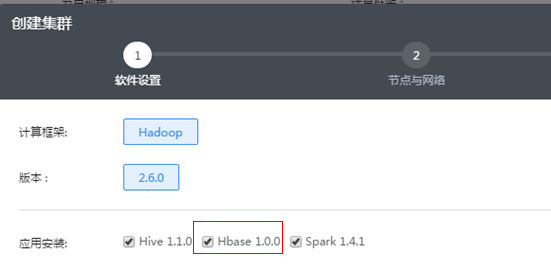 创建集群
1
2
软件设置
节点与网络
计算框架:
Hadoop
版本：
2.6.0
应用安装:
Hive 1.1.0
Hbase 1.0.0
Spark 1.4.1